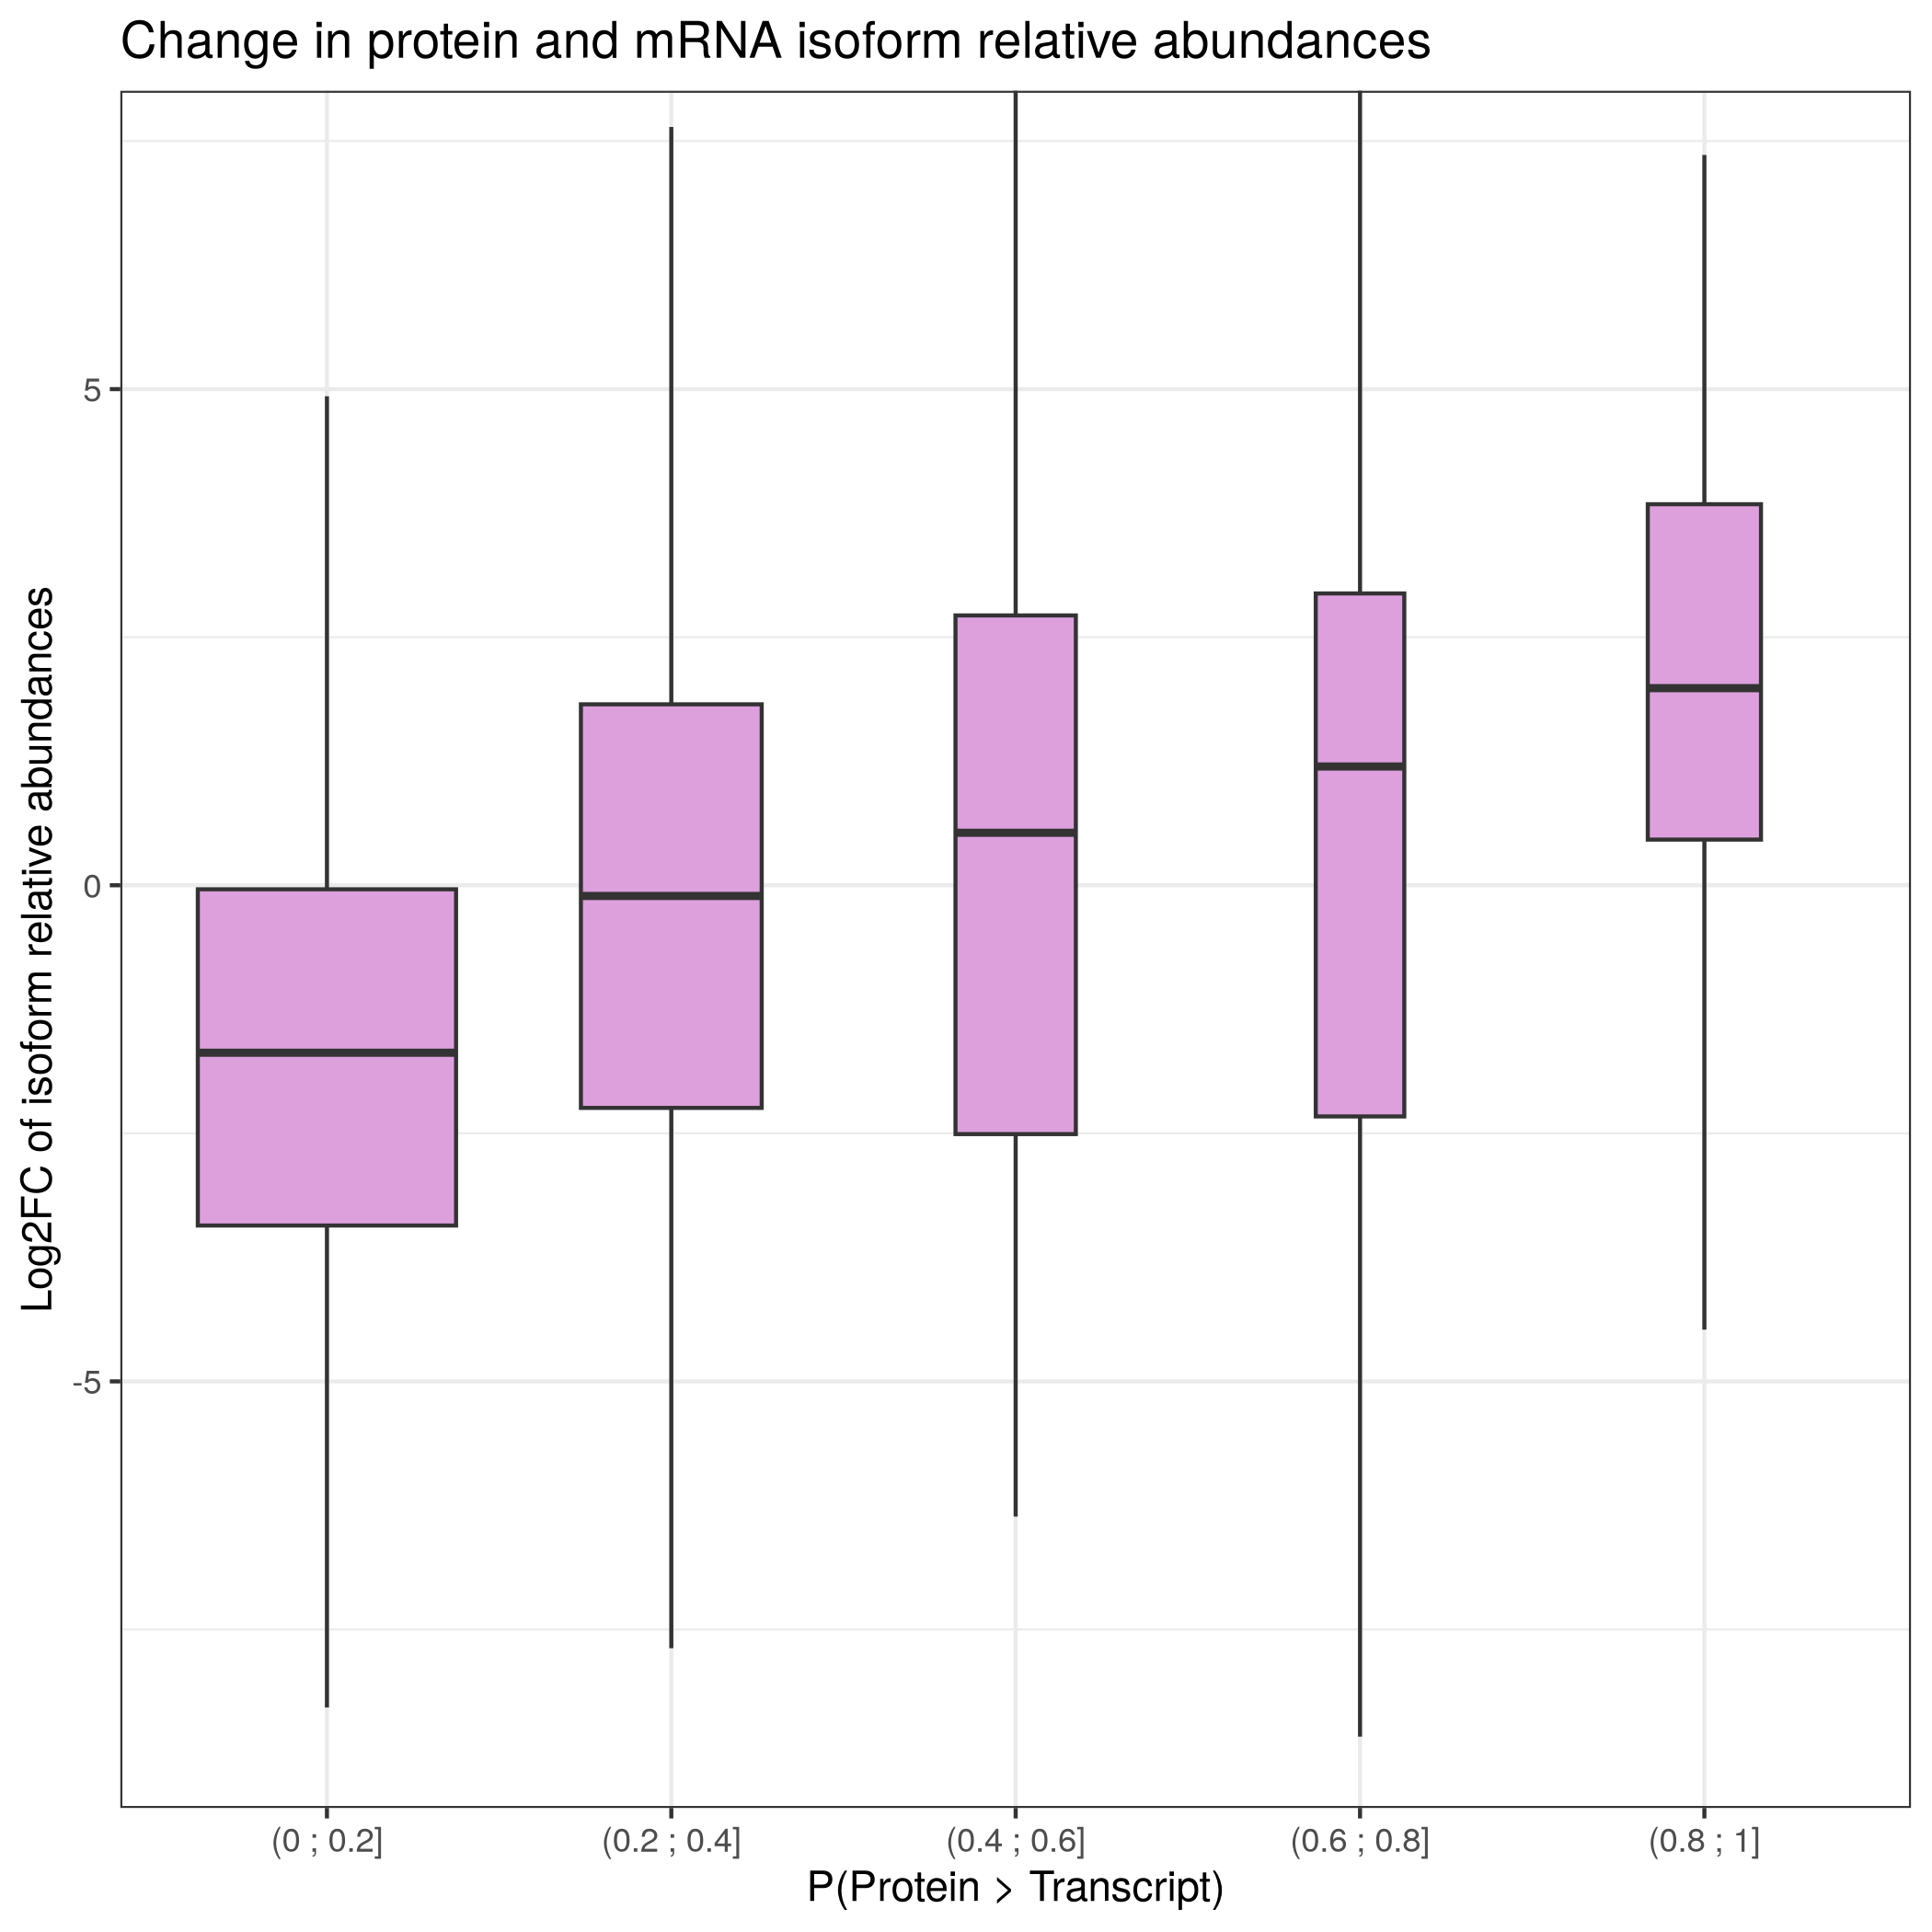 Change in protein and mRNA isoform relative abundances
Log2FC of isoform relative abundances
5
0
-5
(0 ; 0.2]
(0.2 ; 0.4]
(0.4 ; 0.6]
(0.6 ; 0.8]
(0.8 ; 1]
P(Protein > Transcript)